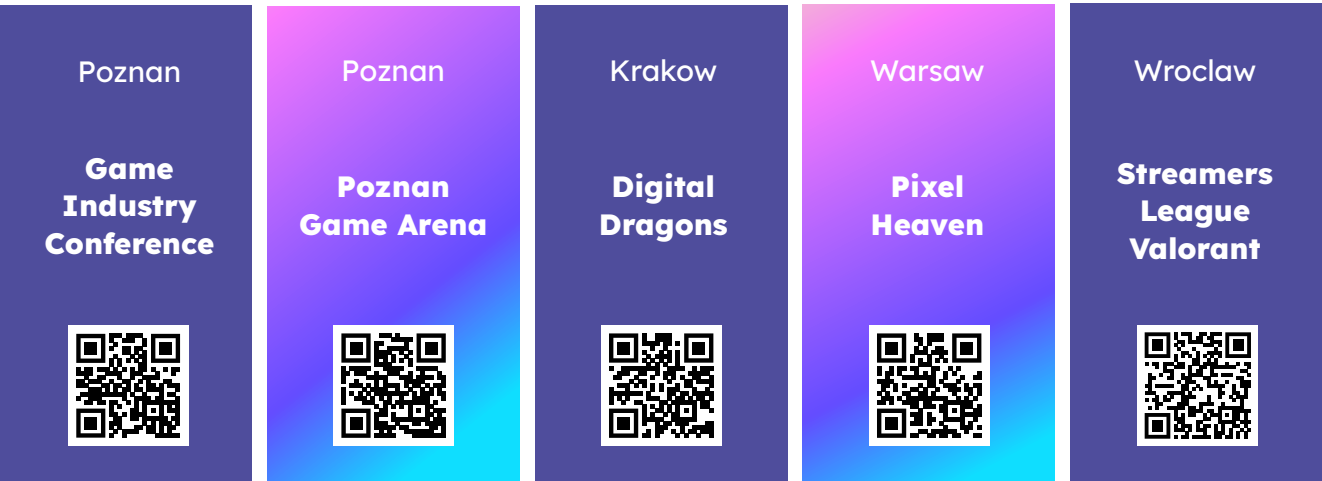 Poznan
Game
Industry
Conference
Poznan
Poznan
Game Arena
Krakow
Digital
Dragons
Warsaw
Pixel
Heaven
Wroclaw
Streamers
League
Valorant